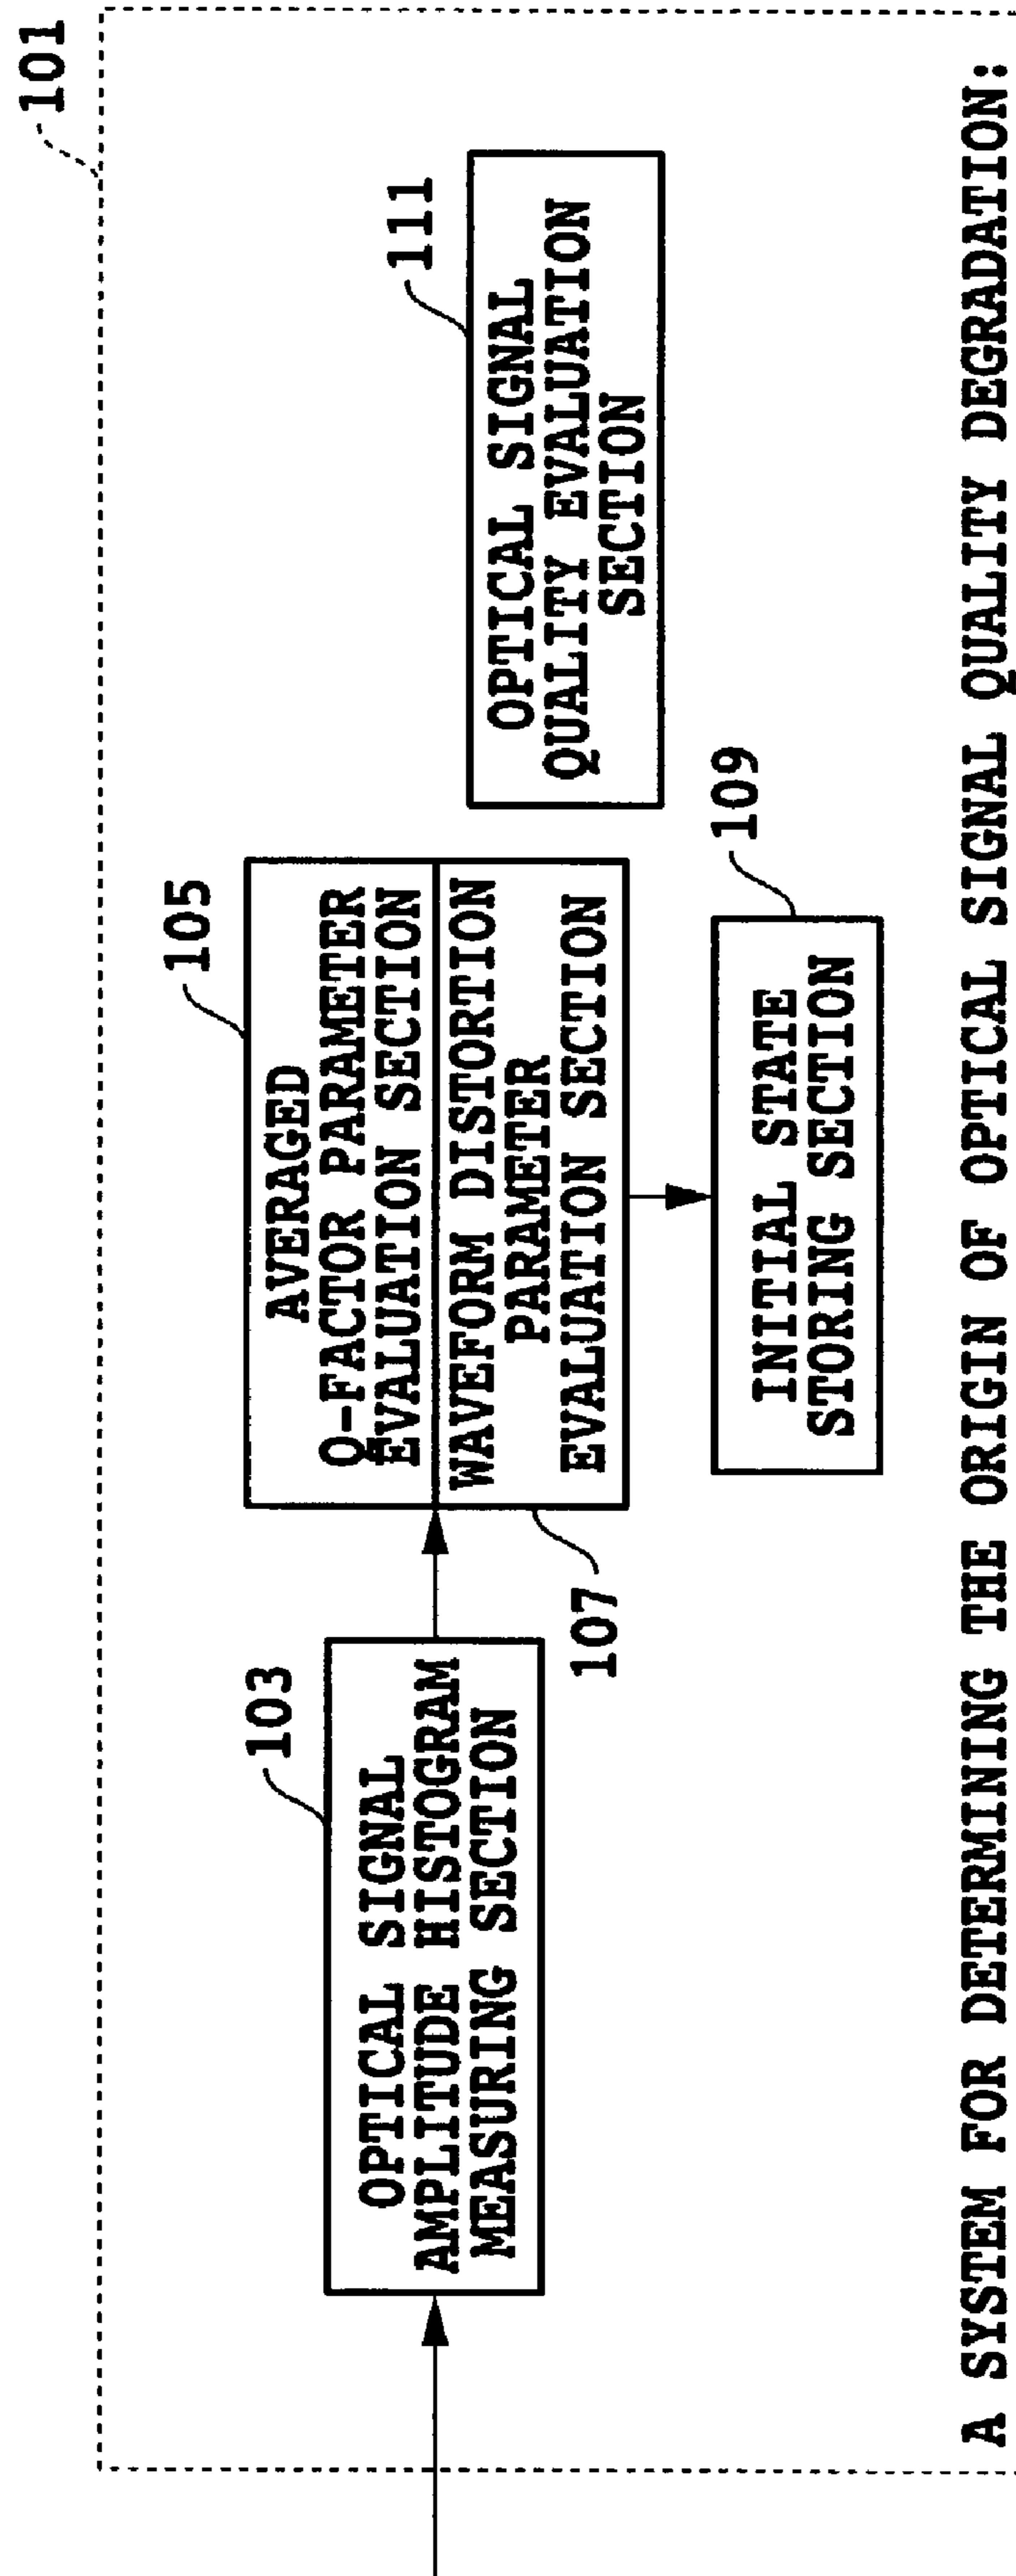 101
103
OPTICAL SIGNAL
AMPLITUDE HISTOGRAM
MEASURING SECTION
105
AVERAGED
Q-FACTOR PARAMETER
EVALUATION SECTION
WAVEFORM DISTORTION
PARAMETER
EVALUATION SECTION
107
111
OPTICAL SIGNAL
QUALITY EVALUATION
SECTION
109
INITIAL STATE
STORING SECTION
A SYSTEM FOR DETERMINING THE ORIGIN OF OPTICAL SIGNAL QUALITY DEGRADATION: